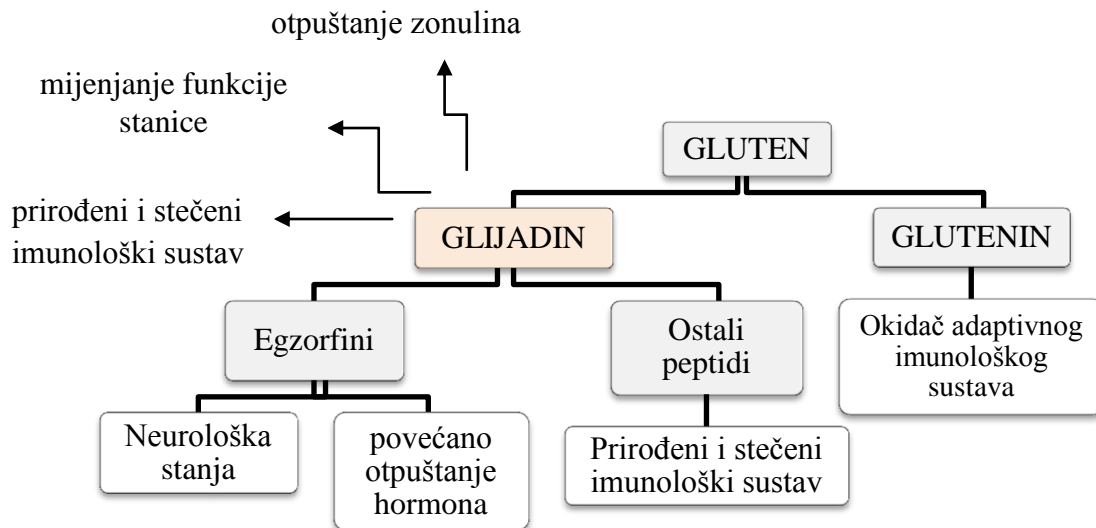 otpuštanje zonulina
mijenjanje funkcije
stanice
GLUTEN
prirođeni i stečeni
imunološki sustav
GLIJADIN
GLUTENIN
Egzorfini
Ostali
peptidi
Okidač adaptivnog
imunološkog
sustava
Neurološka
stanja
povećano
otpuštanje
hormona
Prirođeni i stečeni
imunološki sustav